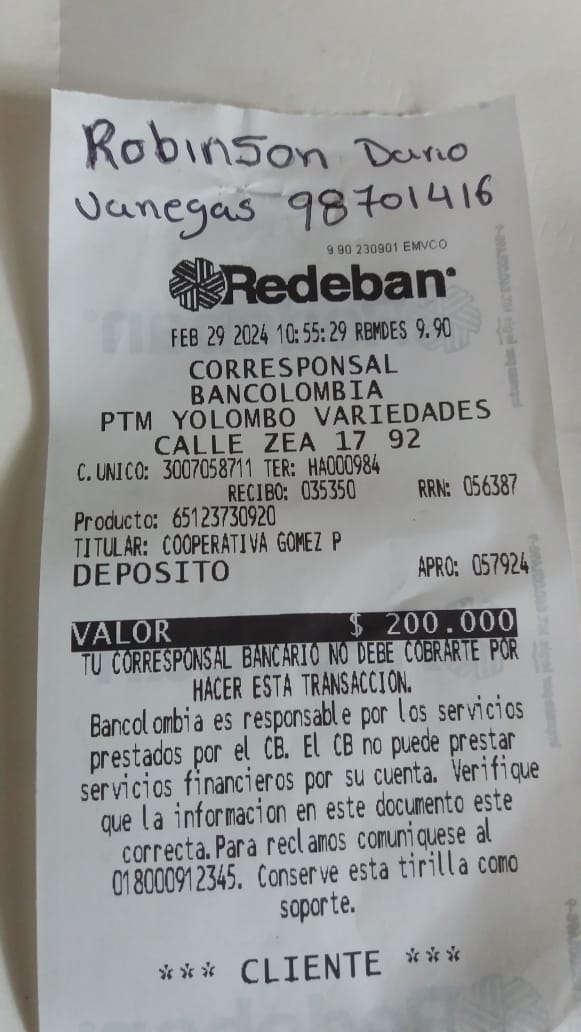 Robinson Dario
Vanegas 98701416
9 90 230901 EMVCO
Redeban
FEB 29 2024 10:55:29 RBMDES 9.90
CORRESPONSAL
BANCOLOMBIA
PTM YOLOMBO VARIEDADES
CALLE ZEA 17 92
C.UNICO: 3007058711 TER: HA000984
RECIBO: 035350 RRN: 056387
Producto: 65123730920
TITULAR: COOPERATIVA GOMEZ P
DEPOSITO APRO: 057924
VALOR $ 200.000
TU CORRESPONSAL BANCARIO NO DEBE COBRARTE POR
HACER ESTA TRANSACCION.
Bancolombia es responsable por los servicios
prestados por el CB. El CB no puede prestar
servicios financieros por su cuenta. Verifique
que la informacion en este documento este
correcta.Para reclamos comuniquese al
018000912345. Conserve esta tirilla como
soporte.
*** CLIENTE ***